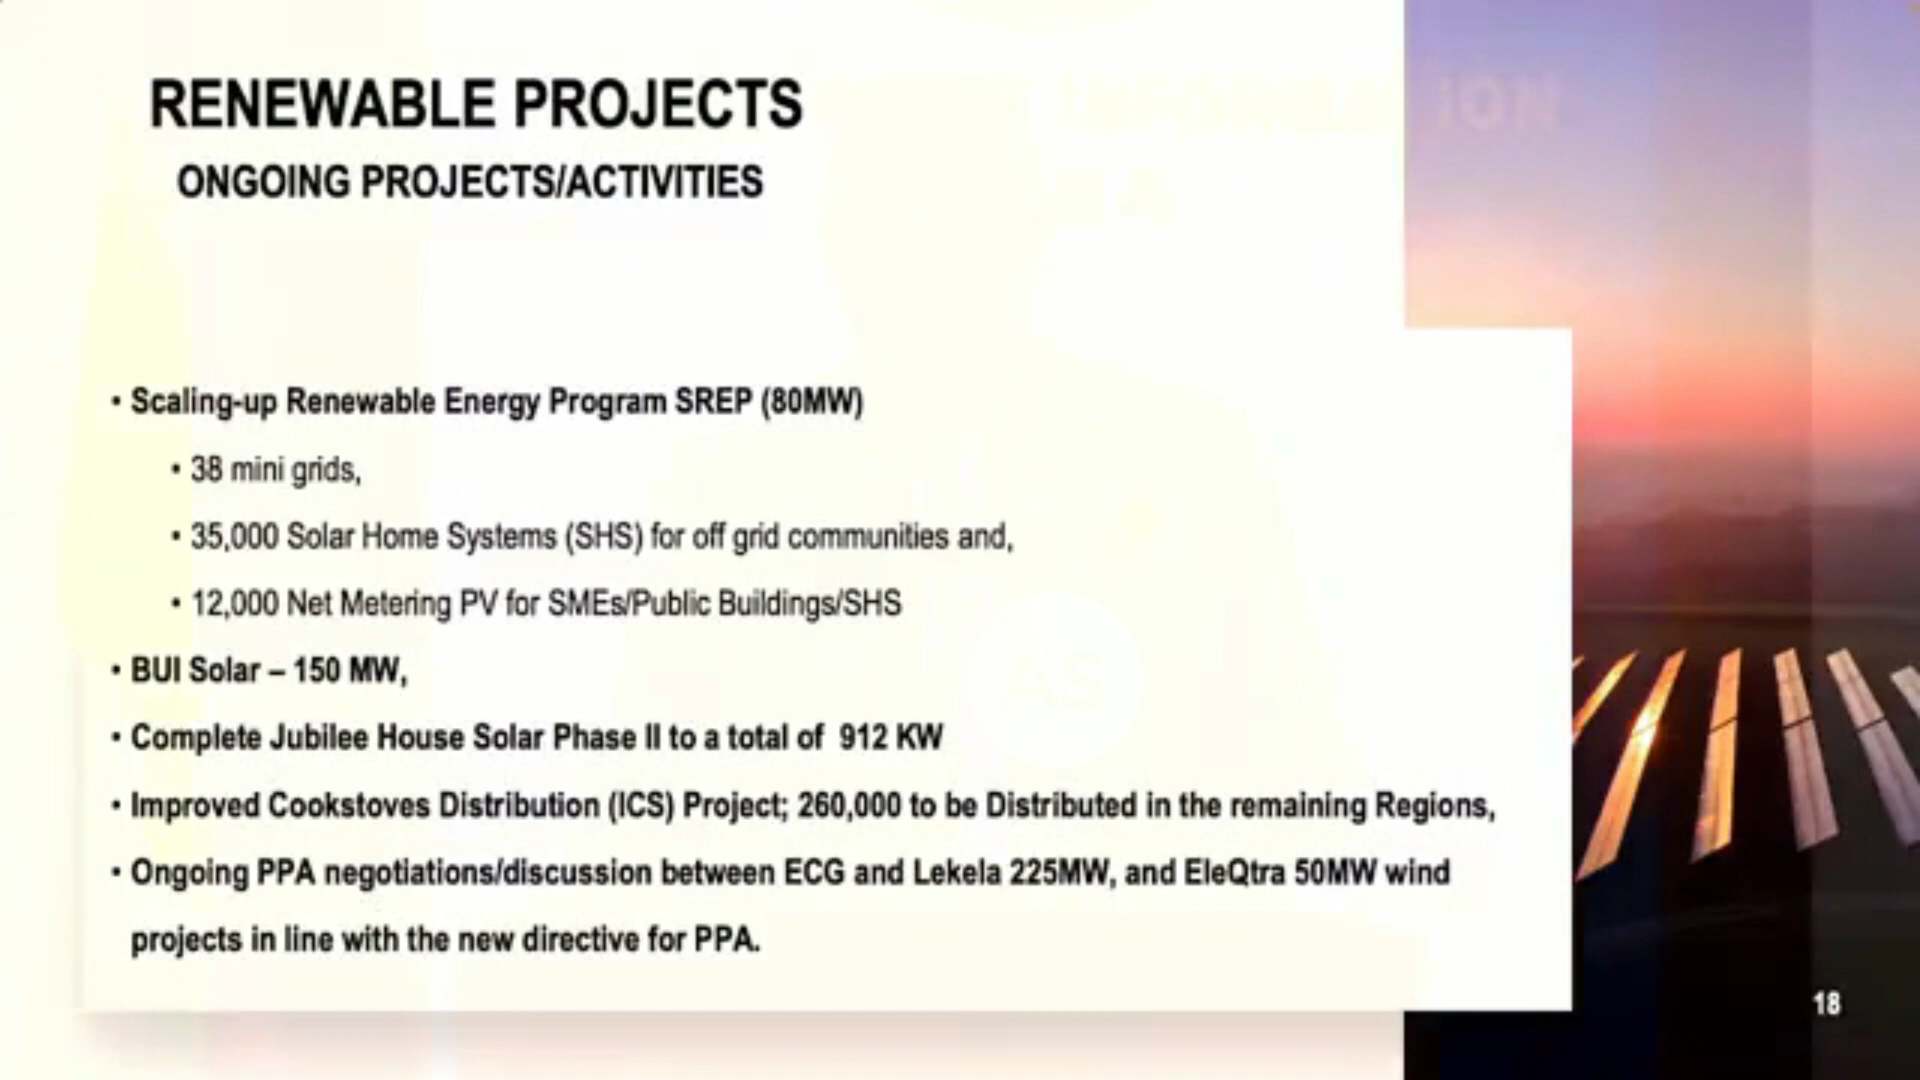 RENEWABLE PROJECTS
ONGOING PROJECTS/ACTIVITIES
• Scaling-up Renewable Energy Program SREP (80MW)
• 38 mini grids,
• 35,000 Solar Home Systems (SHS) for off grid communities and,
• 12,000 Net Metering PV for SMEs/Public Buildings/SHS
• BUI Solar – 150 MW,
• Complete Jubilee House Solar Phase II to a total of 912 KW
• Improved Cookstoves Distribution (ICS) Project; 260,000 to be Distributed in the remaining Regions,
• Ongoing PPA negotiations/discussion between ECG and Lekela 225MW, and EleQtra 50MW wind
projects in line with the new directive for PPA.
18